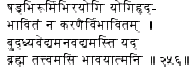 षड्भिरूर्मिभिरयोगि योगिहृद्-
भावितं न करणैर्विभावितम् ।
बुद्ध्यवेद्यमनवद्यमस्ति यद्
ब्रह्म तत्त्वमसि भावयात्मनि ॥ २५६॥